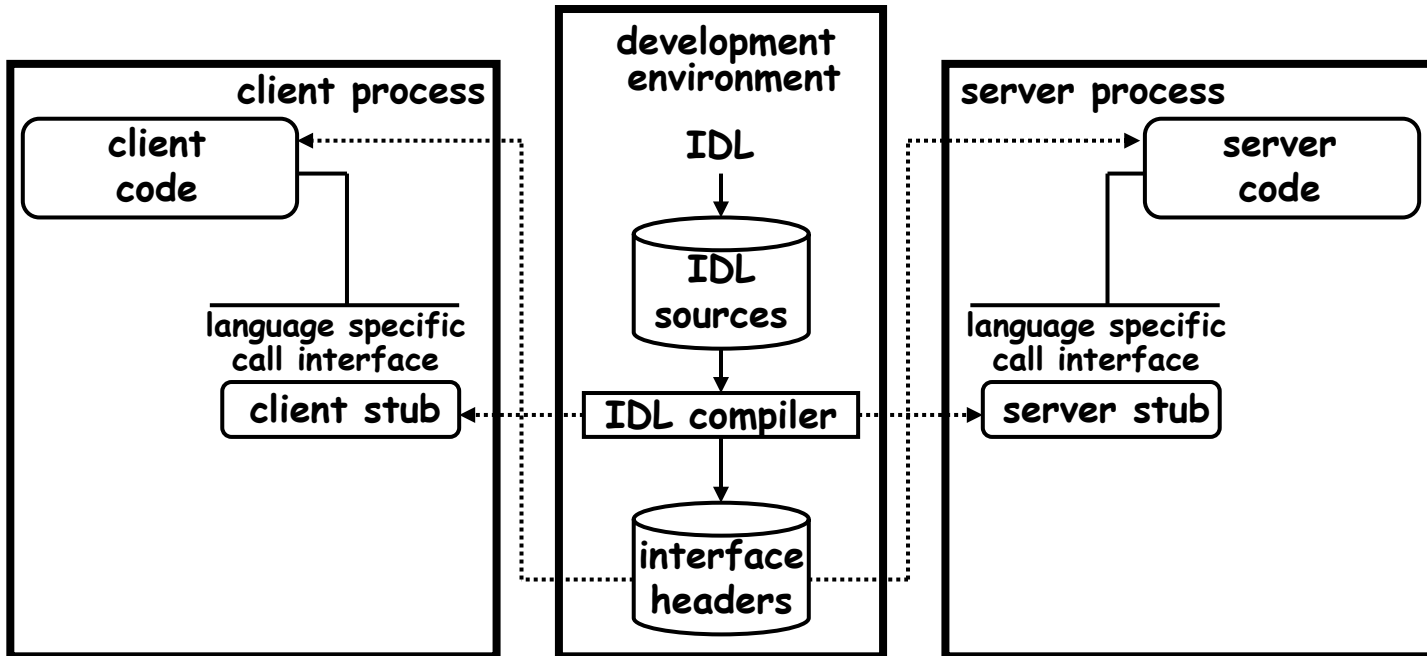 client process
client
code
language specific
call interface
client stub
development
environment
IDL
IDL
sources
IDL compiler
interface
headers
server process
server
code
language specific
call interface
server stub